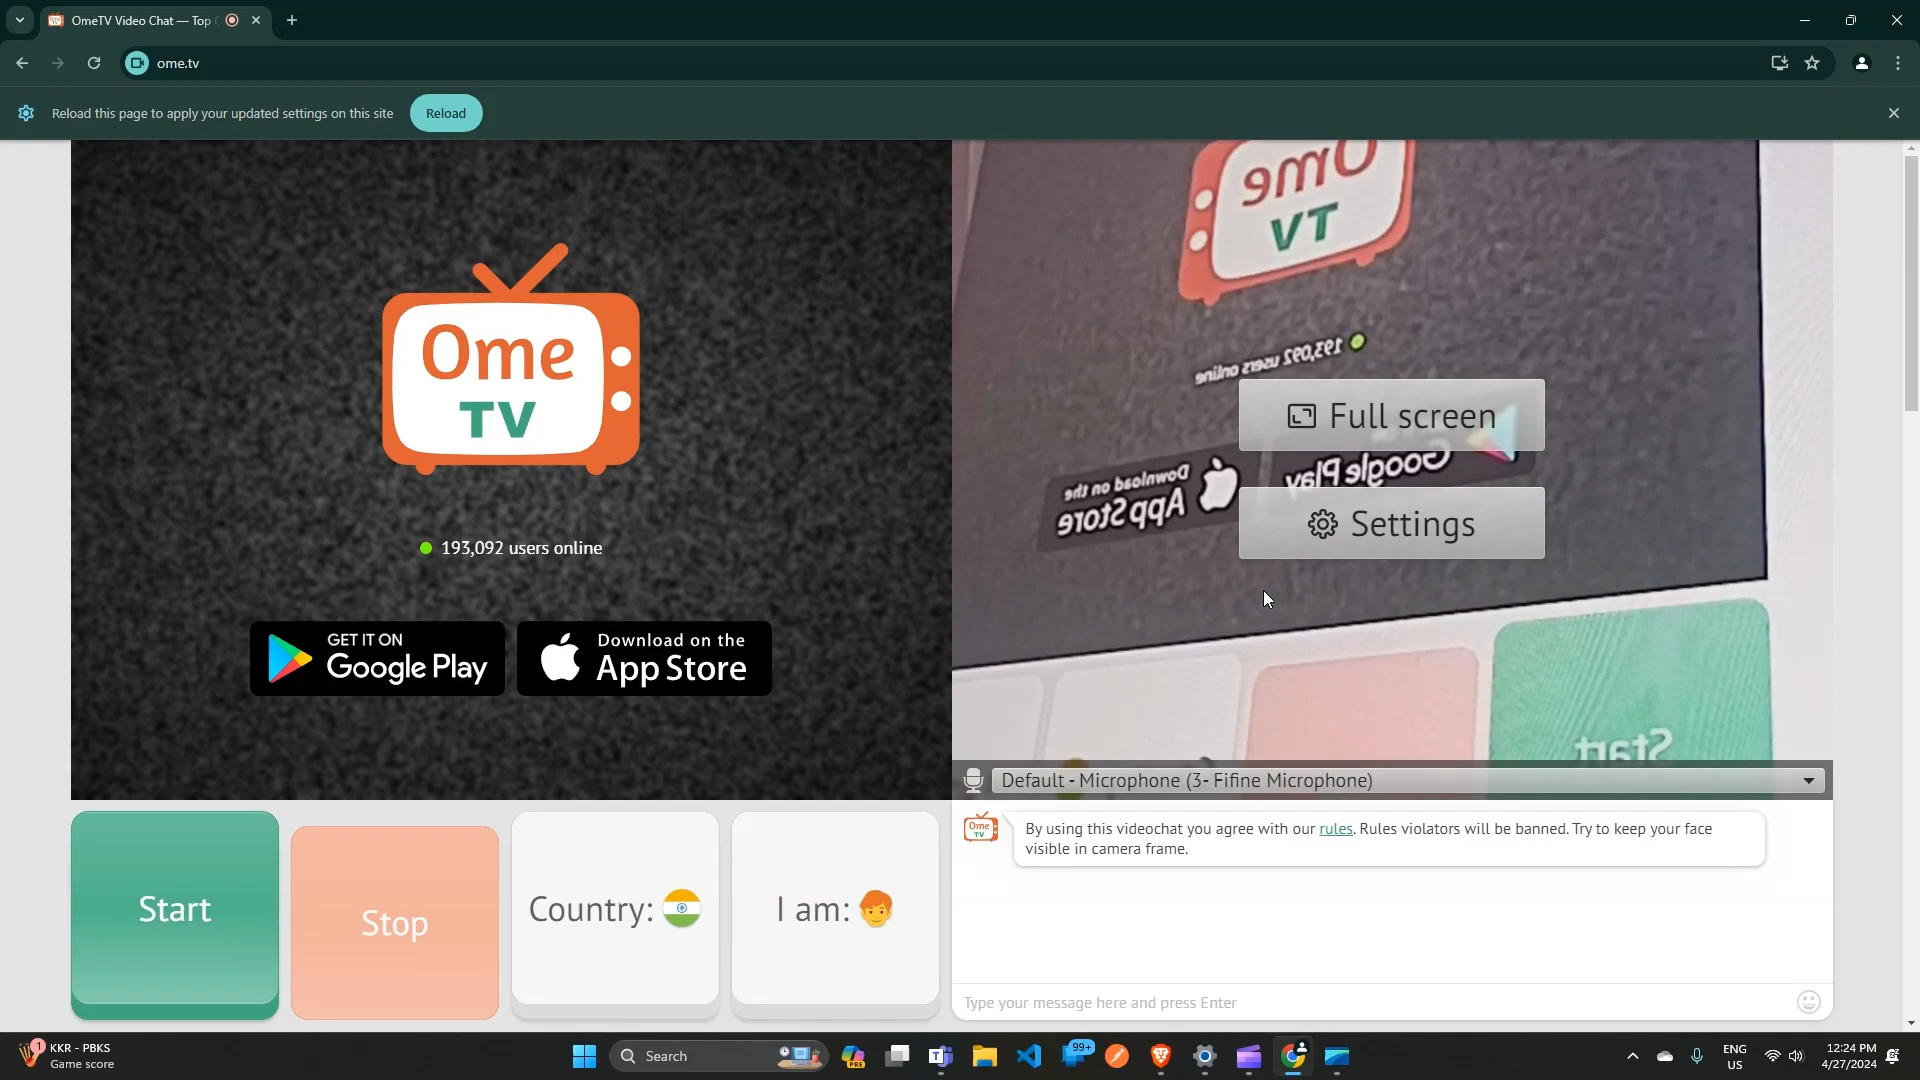 OmeTV Video Chat — Top
ome.tv
Reload this page to apply your updated settings on this site
Reload
Ome
TV
193,092 users online
GET IT ON
Google Play
Download on the
App Store
Ome
TV
193,092 users online
Full screen
Google Play
Download on the
App Store
Settings
Start
Default - Microphone (3- Fifine Microphone)
Ome
TV
By using this videochat you agree with our rules. Rules violators will be banned. Try to keep your face
visible in camera frame.
Start
Stop
Country:
I am:
Type your message here and press Enter
1
KKR - PBKS
Game score
Search
PRE
99+
ENG
US
12:24 PM
4/27/2024